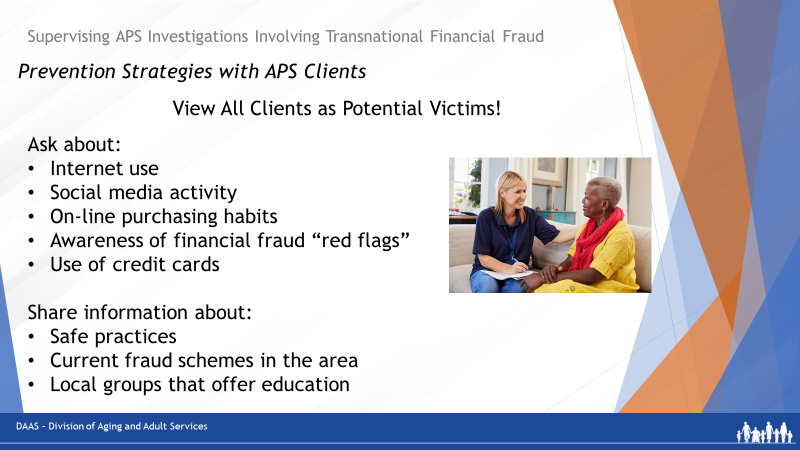 Supervising APS Investigations Involving Transnational Financial Fraud
Prevention Strategies with APS Clients
View All Clients as Potential Victims!
Ask about:
• Internet use
• Social media activity
• On-line purchasing habits
• Awareness of financial fraud “red flags”
• Use of credit cards
Share information about:
• Safe practices
• Current fraud schemes in the area
• Local groups that offer education
DAAS – Division of Aging and Adult Services